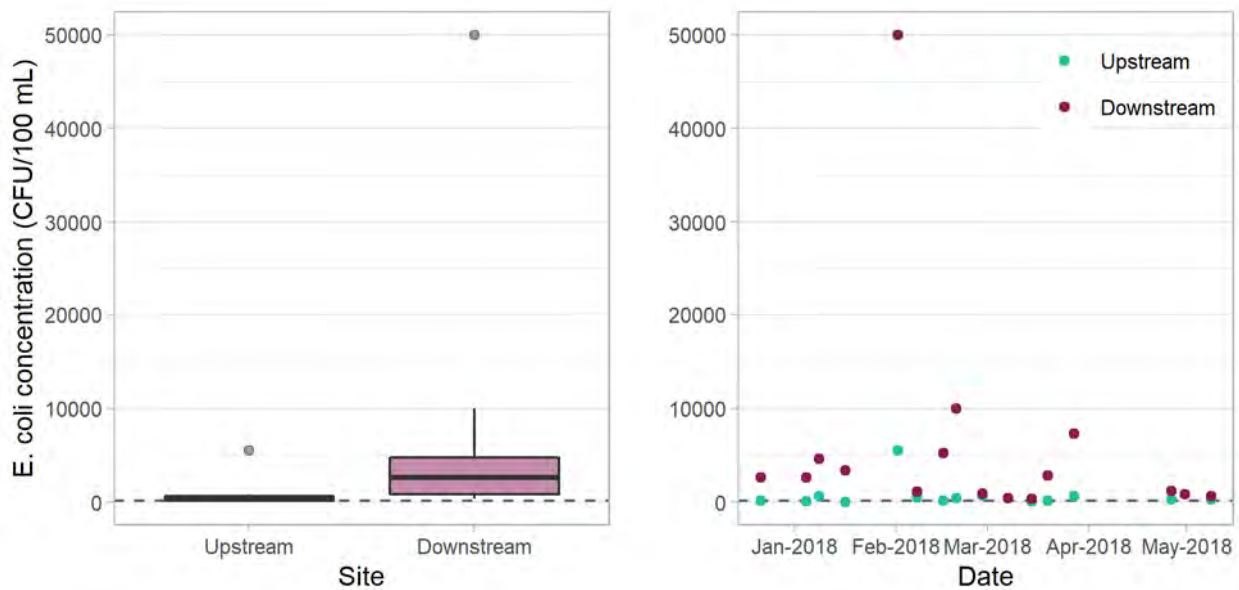 E. coli concentration (CFU/100 mL)
50000
40000
30000
20000
10000
0
Upstream
Downstream
Site
50000
40000
30000
20000
10000
0
Upstream
Downstream
Jan-2018
Feb-2018
Mar-2018
Apr-2018
May-2018
Date